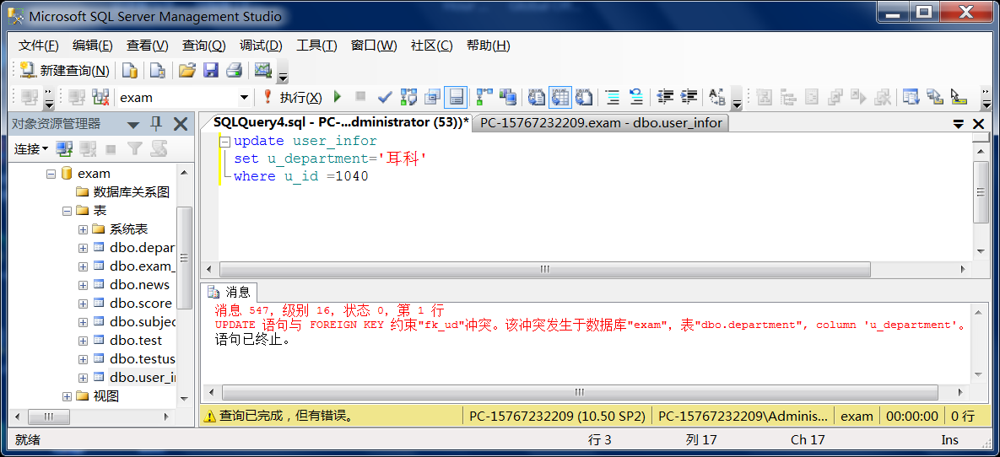 Microsoft SQL Server Management Studio
文件(F) 编辑(E) 查看(V) 查询(Q) 调试(D) 工具(T) 窗口(W) 社区(C) 帮助(H)
新建查询(N)
exam 执行(X)
对象资源管理器
SQLQuery4.sql - PC-...dministrator (53))* PC-15767232209.exam - dbo.user_infor
连接
update user_infor
set u_department='耳科'
where u_id =1040
exam
数据库关系图
表
系统表
dbo.depar
dbo.exam_
dbo.news
dbo.score
dbo.subjec
dbo.test
dbo.testus
dbo.user_i
视图
消息
消息 547，级别 16，状态 0，第 1 行
UPDATE 语句与 FOREIGN KEY 约束"fk_ud"冲突。该冲突发生于数据库"exam"，表"dbo.department", column 'u_department'。
语句已终止。
查询已完成，但有错误。 PC-15767232209 (10.50 SP2) PC-15767232209\Adminis... exam 00:00:00 0 行
就绪 行 3 列 17 Ch 17 Ins